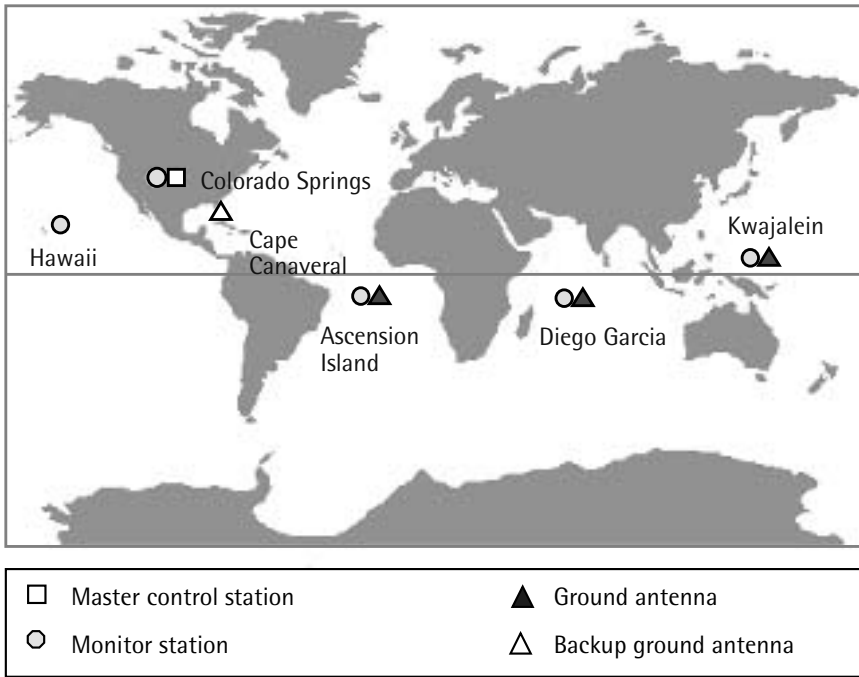 Colorado Springs
Kwajalein
Hawaii
Cape
Canaveral
Ascension
Island
Diego Garcia
Master control station
Ground antenna
Monitor station
Backup ground antenna